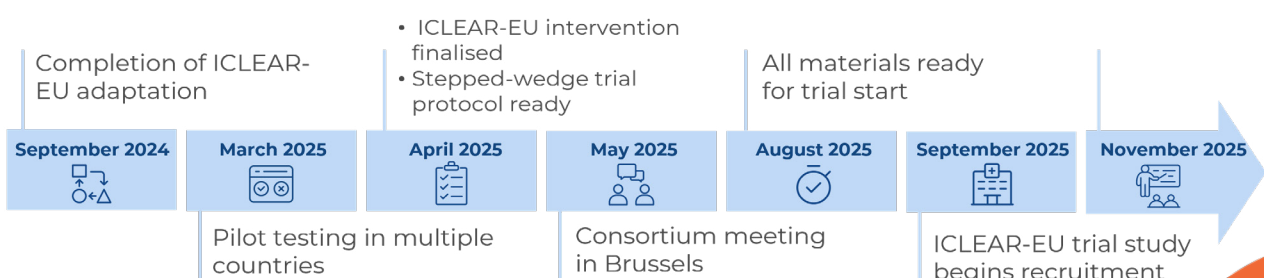 • ICLEAR-EU intervention
finalised
• Stepped-wedge trial
protocol ready
Completion of ICLEAR-
EU adaptation
All materials ready
for trial start
September 2024
March 2025
April 2025
May 2025
August 2025
September 2025
November 2025
Pilot testing in multiple
countries
Consortium meeting
in Brussels
ICLEAR-EU trial study
begins recruitment